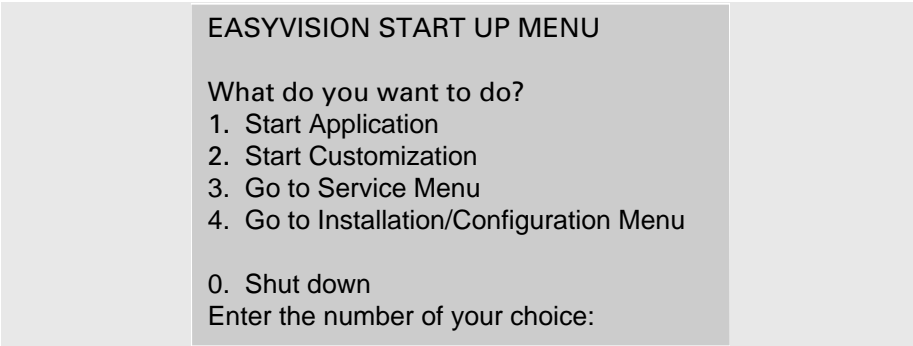 EASYVISION START UP MENU
What do you want to do?
1. Start Application
2. Start Customization
3. Go to Service Menu
4. Go to Installation/Configuration Menu
0. Shut down
Enter the number of your choice: